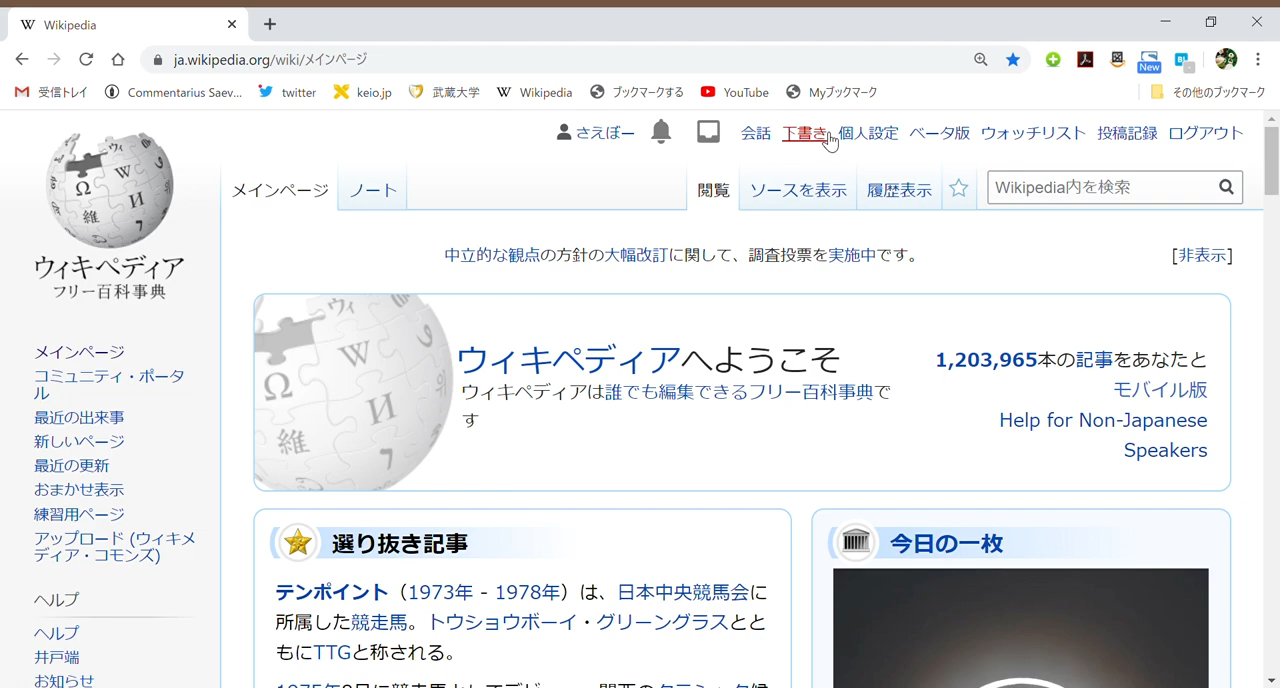 Wikipedia
ja.wikipedia.org/wiki/メインページ
New
受信トレイ
Commentarius Saev...
twitter
keio.jp
武蔵大学
Wikipedia
ブックマークする
YouTube
Myブックマーク
その他のブックマーク
さえぼー
会話 下書き 個人設定 ベータ版 ウォッチリスト 投稿記録 ログアウト
メインページ ノート
閲覧 ソースを表示 履歴表示
Wikipedia内を検索
ウィキペディア
フリー百科事典
メインページ
コミュニティ・ポータ
ル
最近の出来事
新しいページ
最近の更新
おまかせ表示
練習用ページ
アップロード (ウィキメ
ディア・コモンズ)
ヘルプ
ヘルプ
井戸端
お知らせ
中立的な観点の方針の大幅改訂に関して、調査投票を実施中です。
[非表示]
ウィキペディアへようこそ
ウィキペディアは誰でも編集できるフリー百科事典で
す
1,203,965本の記事をあなたと
モバイル版
Help for Non-Japanese
Speakers
選り抜き記事
テンポイント（1973年 - 1978年）は、日本中央競馬会に
所属した競走馬。トウショウボーイ・グリーングラスとと
もにTTGと称される。
今日の一枚